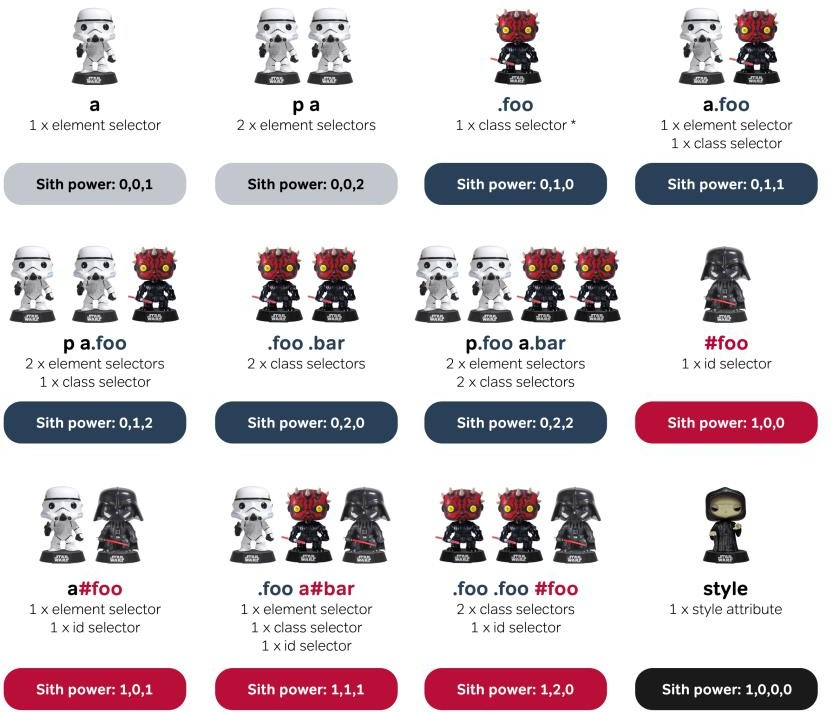 a
1 x element selector
Sith power: 0,0,1
p a
2 x element selectors
Sith power: 0,0,2
.foo
1 x class selector *
Sith power: 0,1,0
a.foo
1 x element selector
1 x class selector
Sith power: 0,1,1
p a.foo
2 x element selectors
1 x class selector
Sith power: 0,1,2
.foo .bar
2 x class selectors
Sith power: 0,2,0
p.foo a.bar
2 x element selectors
2 x class selectors
Sith power: 0,2,2
#foo
1 x id selector
Sith power: 1,0,0
a#foo
1 x element selector
1 x id selector
Sith power: 1,0,1
.foo a#bar
1 x element selector
1 x class selector
1 x id selector
Sith power: 1,1,1
.foo .foo #foo
2 x class selectors
1 x id selector
Sith power: 1,2,0
style
1 x style attribute
Sith power: 1,0,0,0